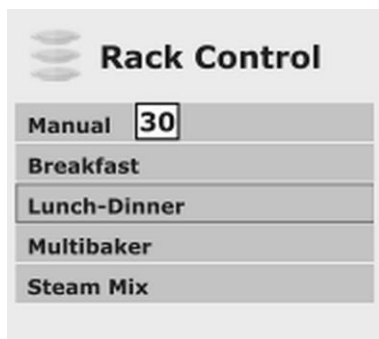 Rack Control
Manual 30
Breakfast
Lunch-Dinner
Multibaker
Steam Mix